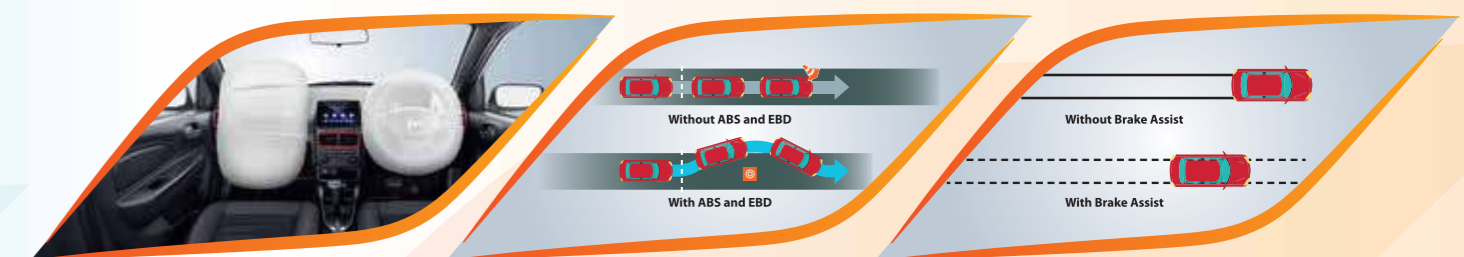 Without ABS and EBD
With ABS and EBD
Without Brake Assist
With Brake Assist